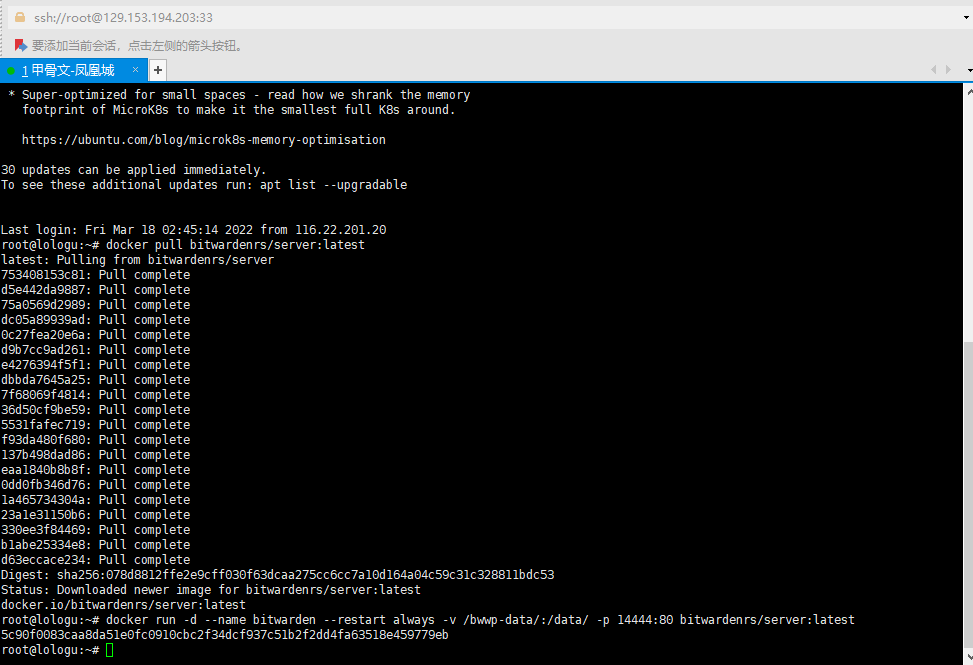 ssh://root@129.153.194.203:33
要添加当前会话，点击左侧的箭头按钮。
1 甲骨文-凤凰城 × +
* Super-optimized for small spaces - read how we shrank the memory
footprint of MicroK8s to make it the smallest full K8s around.
https://ubuntu.com/blog/microk8s-memory-optimisation
30 updates can be applied immediately.
To see these additional updates run: apt list --upgradable
Last login: Fri Mar 18 02:45:14 2022 from 116.22.201.20
root@lologu:~# docker pull bitwardenrs/server:latest
latest: Pulling from bitwardenrs/server
753408153c81: Pull complete
d5e442da9887: Pull complete
75a0569d2989: Pull complete
dc05a89939ad: Pull complete
0c27fea20e6a: Pull complete
d9b7cc9ad261: Pull complete
e4276394f5f1: Pull complete
dbbda7645a25: Pull complete
7f68069f4814: Pull complete
36d50cf9be59: Pull complete
5531fafec719: Pull complete
f93da480f680: Pull complete
137b498dad86: Pull complete
eaa1840b8b8f: Pull complete
0dd0fb346d76: Pull complete
1a465734304a: Pull complete
23a1e31150b6: Pull complete
330ee3f84469: Pull complete
b1abe25334e8: Pull complete
d63eccace234: Pull complete
Digest: sha256:078d8812ffe2e9cff030f63dcaa275cc6cc7a10d164a04c59c31c328811bdc53
Status: Downloaded newer image for bitwardenrs/server:latest
docker.io/bitwardenrs/server:latest
root@lologu:~# docker run -d --name bitwarden --restart always -v /bwwp-data/:/data/ -p 14444:80 bitwardenrs/server:latest
5c90f0083caa8da51e0fc0910cbc2f34dcf937c51b2f2dd4fa63518e459779eb
root@lologu:~#